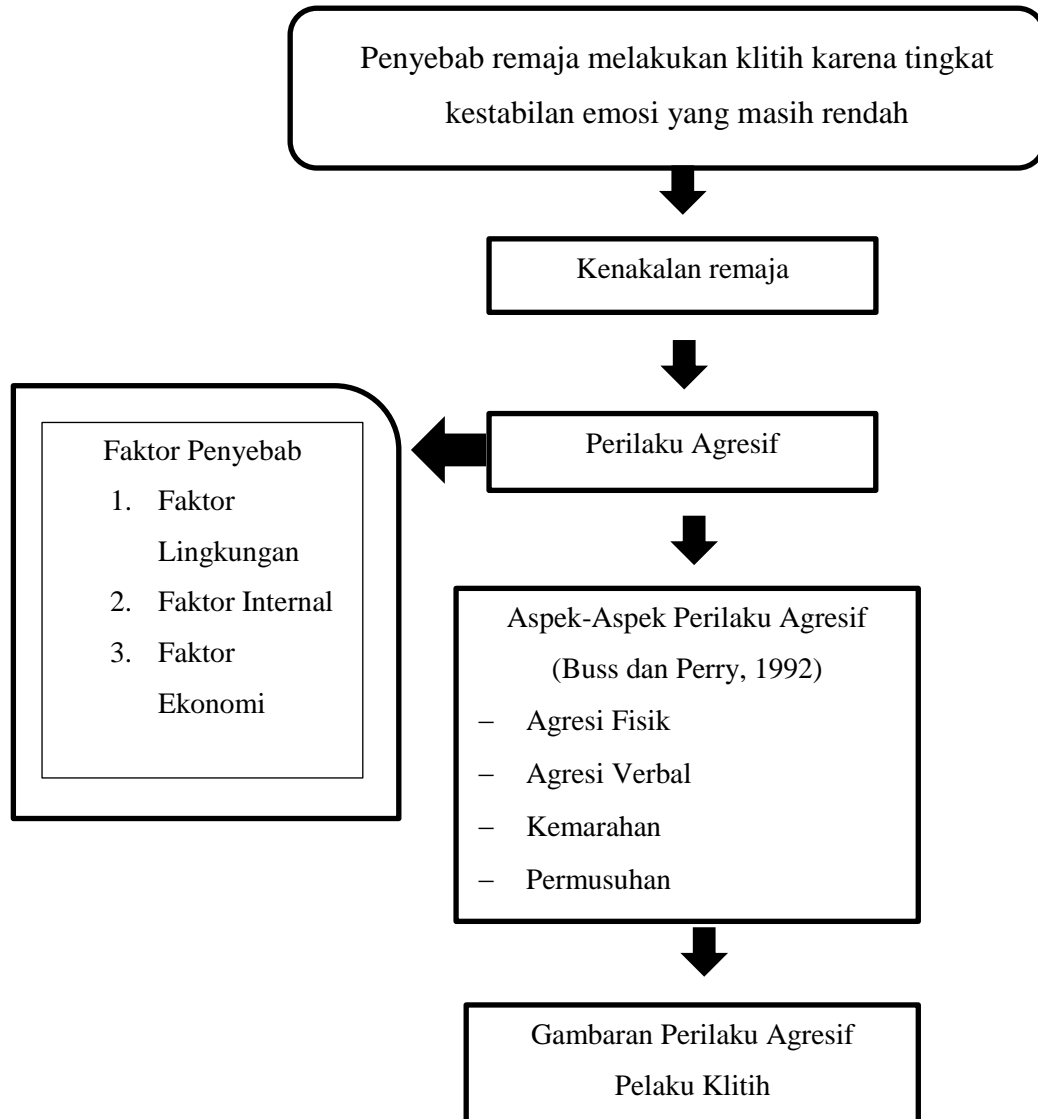 Penyebab remaja melakukan klitih karena tingkat
kestabilan emosi yang masih rendah
Kenakalan remaja
Perilaku Agresif
Faktor Penyebab
1. Faktor
Lingkungan
2. Faktor Internal
3. Faktor
Ekonomi
Aspek-Aspek Perilaku Agresif
(Buss dan Perry, 1992)
– Agresi Fisik
– Agresi Verbal
– Kemarahan
– Permusuhan
Gambaran Perilaku Agresif
Pelaku Klitih